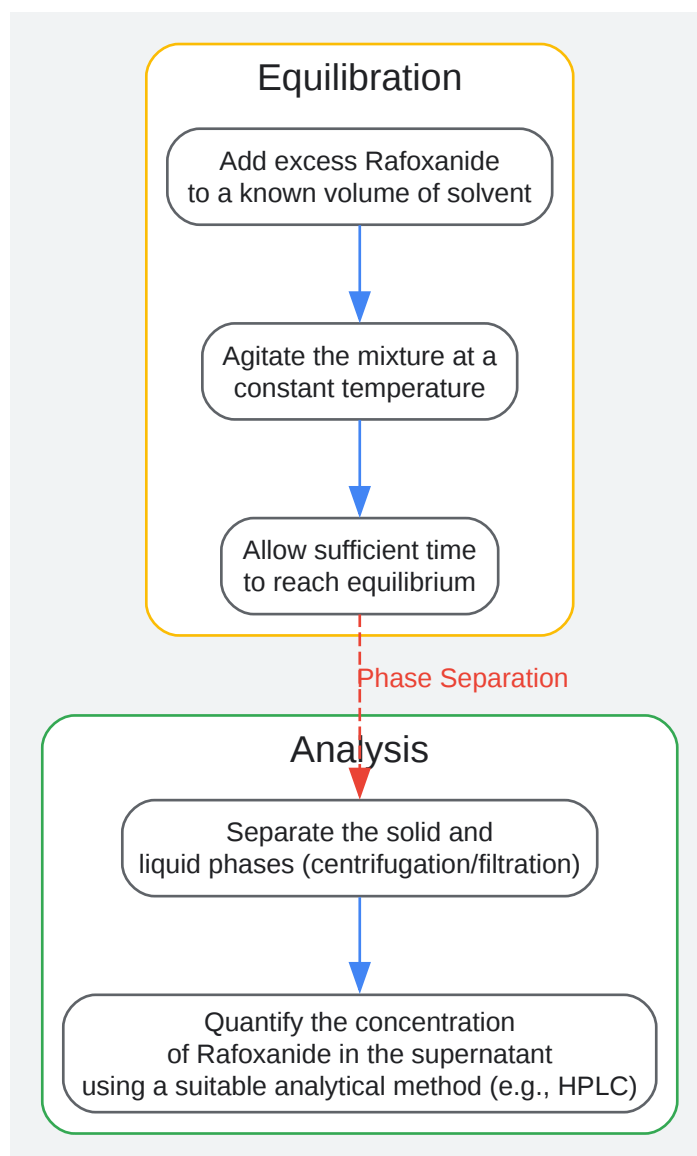 Equilibration
Add excess Rafoxanide
to a known volume of solvent
Agitate the mixture at a
constant temperature
Allow sufficient time
to reach equilibrium
Phase Separation
Analysis
Separate the solid and
liquid phases (centrifugation/filtration)
Quantify the concentration
of Rafoxanide in the supernatant
using a suitable analytical method (e.g., HPLC)